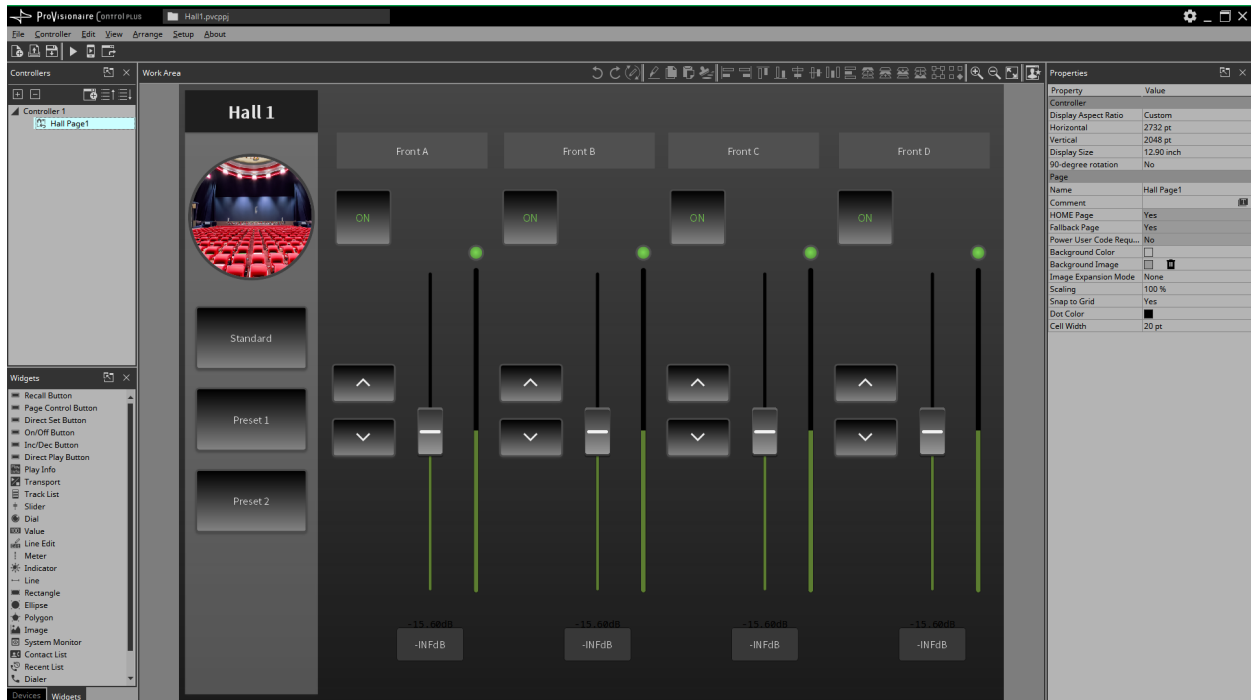 ProVisionaire Control PLUS
Hall1.pvcppj
File Controller Edit View Arrange Setup About
Controllers
Controller 1
Hall Page1
Widgets
Recall Button
Page Control Button
Direct Set Button
On/Off Button
Inc/Dec Button
Direct Play Button
Play Info
Transport
Track List
Slider
Dial
Value
Line Edit
Meter
Indicator
Line
Rectangle
Ellipse
Polygon
Image
System Monitor
Contact List
Recent List
Dialer
Devices Widgets
Work Area
Hall 1
Standard
Preset 1
Preset 2
Front A Front B Front C Front D
ON ON ON ON
-15.60dB -15.60dB -15.60dB -15.60dB
-INFdB -INFdB -INFdB -INFdB
Properties
Property Value
Controller
Display Aspect Ratio Custom
Horizontal 2732 pt
Vertical 2048 pt
Display Size 12.90 inch
90-degree rotation No
Page
Name Hall Page1
Comment
HOME Page Yes
Fallback Page Yes
Power User Code Requ... No
Background Color
Background Image
Image Expansion Mode None
Scaling 100 %
Snap to Grid Yes
Dot Color
Cell Width 20 pt